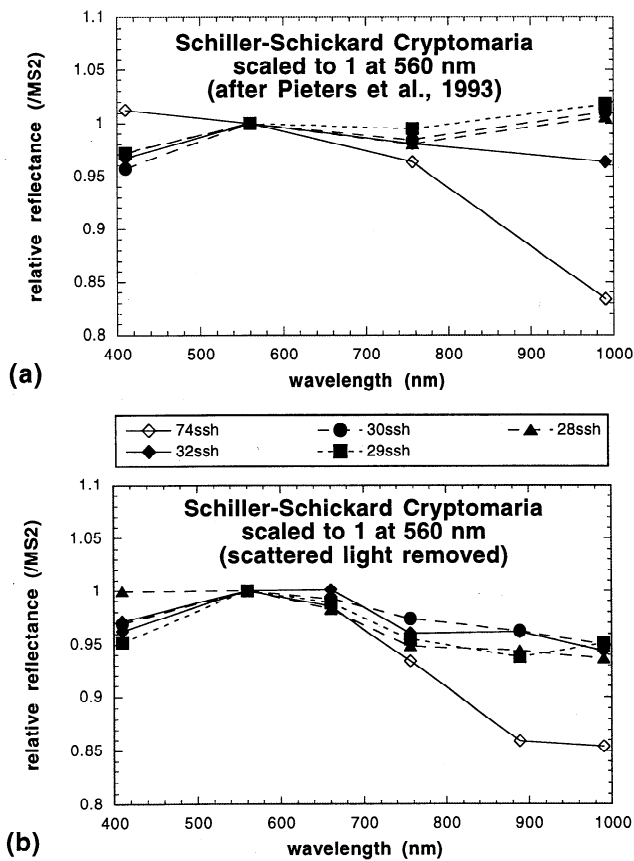 1.1
1.05
1
0.95
0.9
0.85
0.8
relative reflectance (/MS2)
Schiller-Schickard Cryptomaria
scaled to 1 at 560 nm
(after Pieters et al., 1993)
400 500 600 700 800 900 1000
wavelength (nm)
(a)
74ssh 30ssh 28ssh
32ssh 29ssh
1.1
1.05
1
0.95
0.9
0.85
0.8
relative reflectance (/MS2)
Schiller-Schickard Cryptomaria
scaled to 1 at 560 nm
(scattered light removed)
400 500 600 700 800 900 1000
wavelength (nm)
(b)